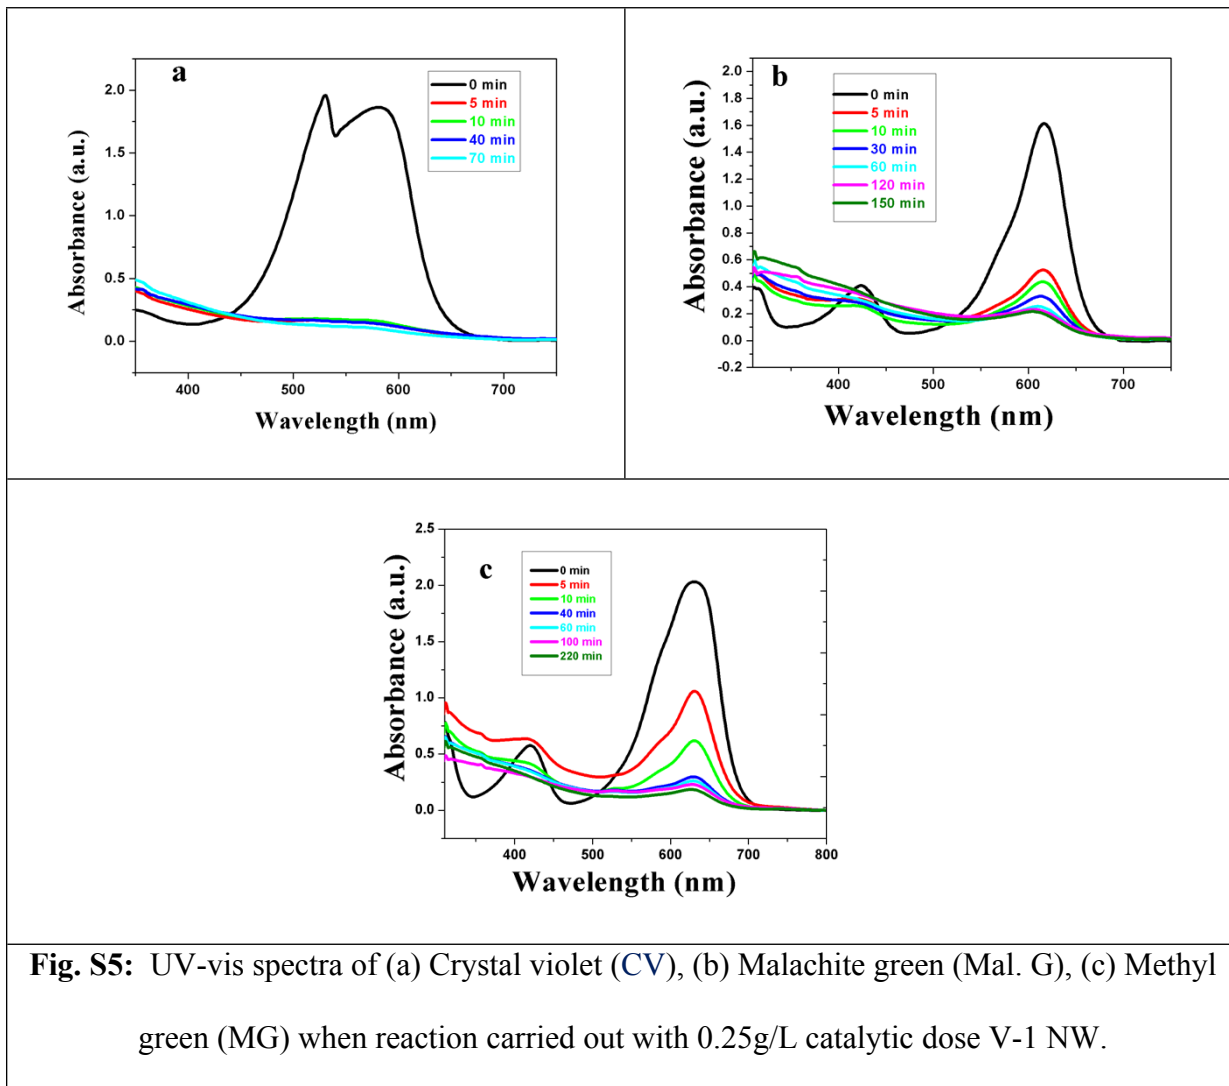 a
0 min
5 min
10 min
40 min
70 min
2.0
1.5
1.0
0.5
0.0
Absorbance (a.u.)
400 500 600 700
Wavelength (nm)
b
0 min
5 min
10 min
30 min
60 min
120 min
150 min
2.0
1.8
1.6
1.4
1.2
1.0
0.8
0.6
0.4
0.2
0.0
-0.2
Absorbance (a.u.)
400 500 600 700
Wavelength (nm)
c
0 min
5 min
10 min
40 min
60 min
100 min
220 min
2.5
2.0
1.5
1.0
0.5
0.0
Absorbance (a.u.)
400 500 600 700 800
Wavelength (nm)
Fig. S5: UV-vis spectra of (a) Crystal violet (CV), (b) Malachite green (Mal. G), (c) Methyl
green (MG) when reaction carried out with 0.25g/L catalytic dose V-1 NW.